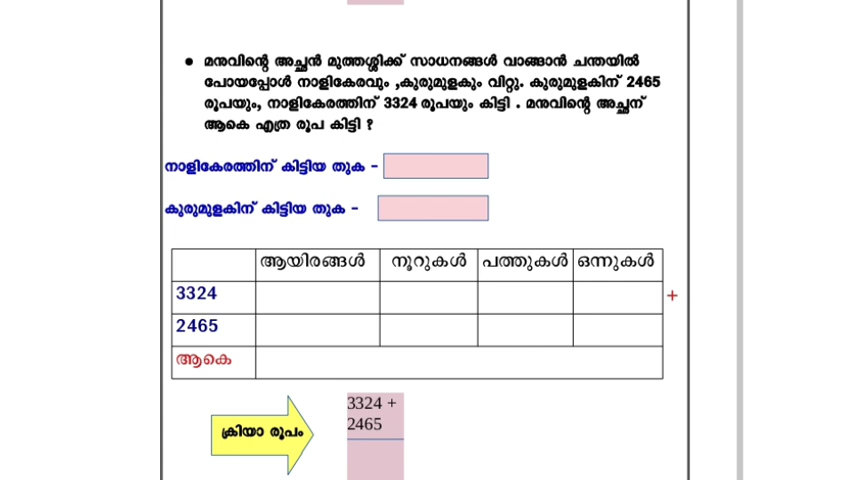 ● മനുവിന്റെ അച്ഛൻ മുത്തശ്ശിക്ക് സാധനങ്ങൾ വാങ്ങാൻ ചന്തയിൽ
പോയപ്പോൾ നാളികേരവും ,കുരുമുളകും വിറ്റു. കുരുമുളകിന് 2465
രൂപയും, നാളികേരത്തിന് 3324 രൂപയും കിട്ടി . മനുവിന്റെ അച്ഛന്
ആകെ എത്ര രൂപ കിട്ടി ?
നാളികേരത്തിന് കിട്ടിയ തുക -
കുരുമുളകിന് കിട്ടിയ തുക -
ആയിരങ്ങൾ നൂറുകൾ പത്തുകൾ ഒന്നുകൾ
3324 +
2465
ആകെ
ക്രിയാ രൂപം
3324 +
2465